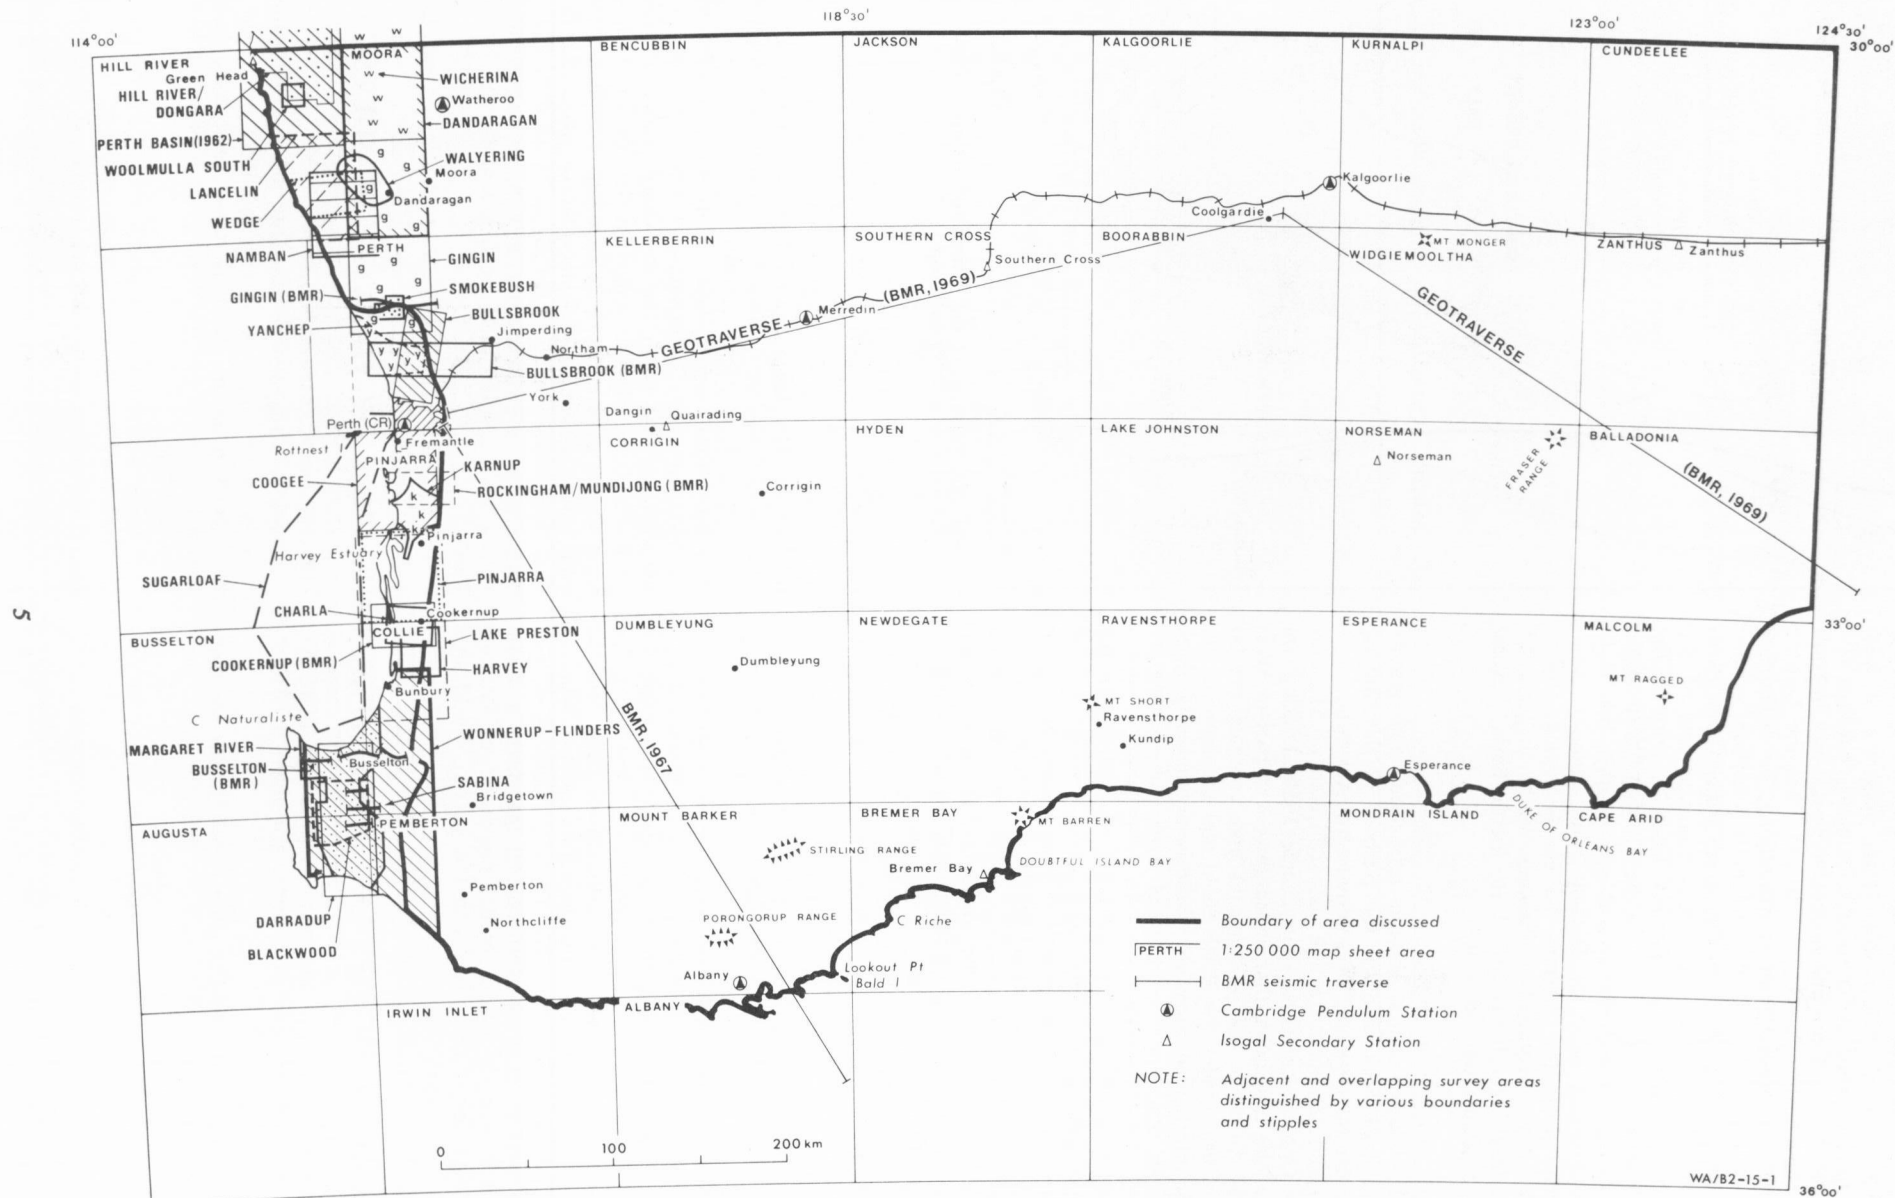 118°30'
123°00'
124°30'
114°00'
30°00'
HILL RIVER
MOORA
BENCUBBIN
JACKSON
KALGOORLIE
KURNALPI
CUNDEELEE
w w
Green Head
w
WICHERINA
HILL RIVER/
DONGARA
w
Watheroo
w w
DANDARAGAN
PERTH BASIN(1962)
g
WALYERING
WOOLMULLA SOUTH
g
Moora
LANCELIN
g
Dandaragan
Kalgoorlie
WEDGE
g
Coolgardie
PERTH
KELLERBERRIN
SOUTHERN CROSS
BOORABBIN
MT MONGER
ZANTHUS
Zanthus
NAMBAN
g
GINGIN
g
Southern Cross
WIDGIEMOOLTHA
GINGIN (BMR)
g
SMOKEBUSH
GEOTRAVERSE (BMR, 1969)
GEOTRAVERSE (BMR, 1969)
YANCHEP
g g
BULLSBROOK
Merredin
y
Jimperding
y y y
Northam
y y
BULLSBROOK (BMR)
York
Dangin
Quairading
Perth (CR)
Fremantle
CORRIGIN
HYDEN
LAKE JOHNSTON
NORSEMAN
BALLADONIA
Rottnest
PINJARRA
KARNUP
Norseman
FRASER
RANGE
COOGEE
k
ROCKINGHAM/MUNDIJONG (BMR)
Corrigin
k
k
Pinjarra
Harvey Estuary
SUGARLOAF
PINJARRA
CHARLA
Cookernup
33°00'
BUSSELTON
COLLIE
LAKE PRESTON
DUMBLEYUNG
NEWDEGATE
RAVENSTHORPE
ESPERANCE
MALCOLM
COOKERNUP (BMR)
HARVEY
Dumbleyung
Bunbury
MT RAGGED
C Naturaliste
BMR, 1967
MT SHORT
Ravensthorpe
WONNERUP-FLINDERS
Kundip
MARGARET RIVER
BUSSELTON
(BMR)
Busselton
Esperance
SABINA
Bridgetown
AUGUSTA
PEMBERTON
MOUNT BARKER
BREMER BAY
MT BARREN
MONDRAIN ISLAND
CAPE ARID
DUKE OF ORLEANS BAY
STIRLING RANGE
DOUBTFUL ISLAND BAY
Bremer Bay
Pemberton
DARRADUP
Northcliffe
PORONGORUP RANGE
C Riche
BLACKWOOD
Albany
Lookout Pt
Bald I
IRWIN INLET
ALBANY
Boundary of area discussed
PERTH
1:250 000 map sheet area
BMR seismic traverse
Cambridge Pendulum Station
Isogal Secondary Station
NOTE: Adjacent and overlapping survey areas
distinguished by various boundaries
and stipples
0 100 200 km
WA/B2-15-1
36°00'
5